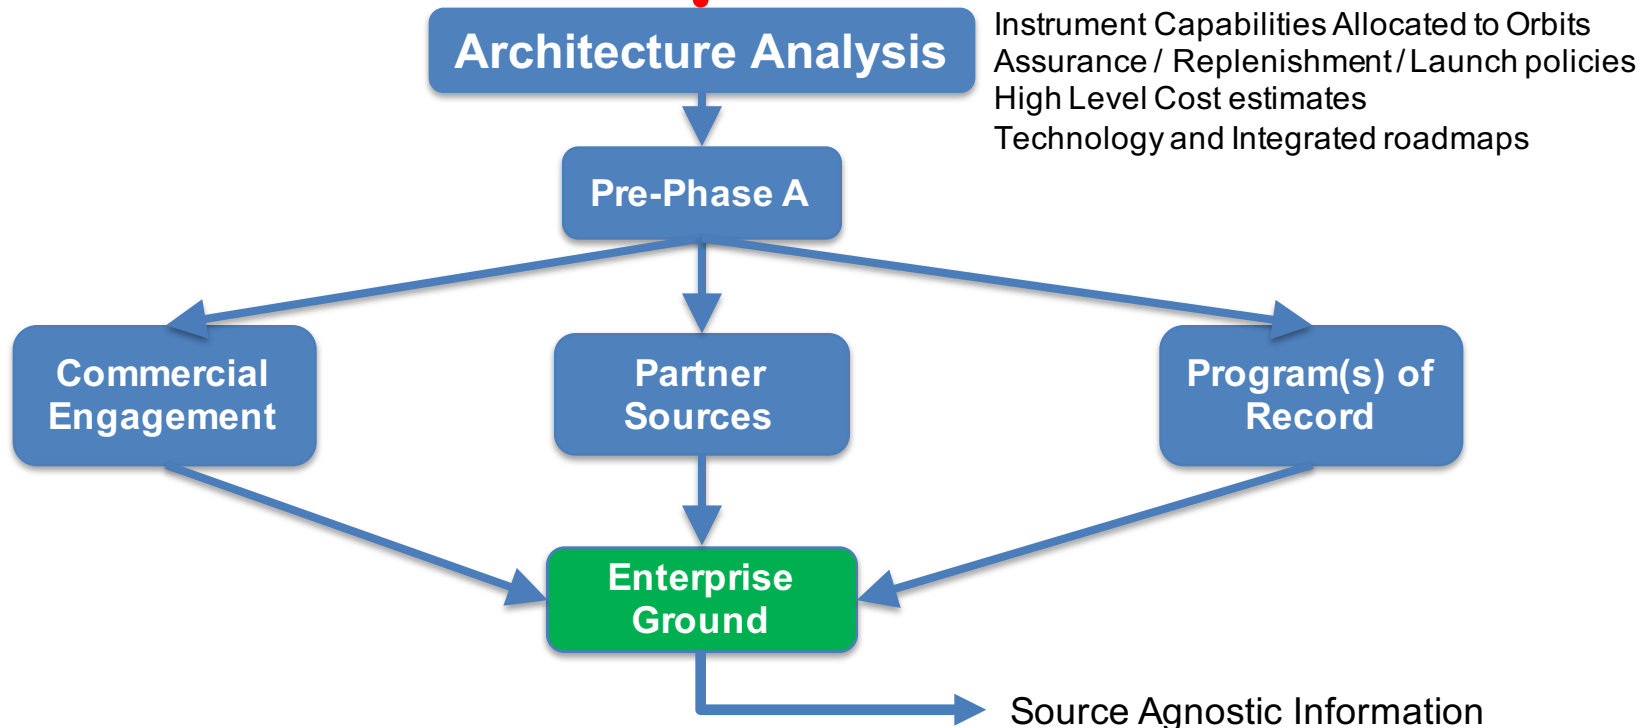 Architecture Analysis
Instrument Capabilities Allocated to Orbits
Assurance / Replenishment / Launch policies
High Level Cost estimates
Technology and Integrated roadmaps
Pre-Phase A
Commercial
Engagement
Partner
Sources
Program(s) of
Record
Enterprise
Ground
Source Agnostic Information